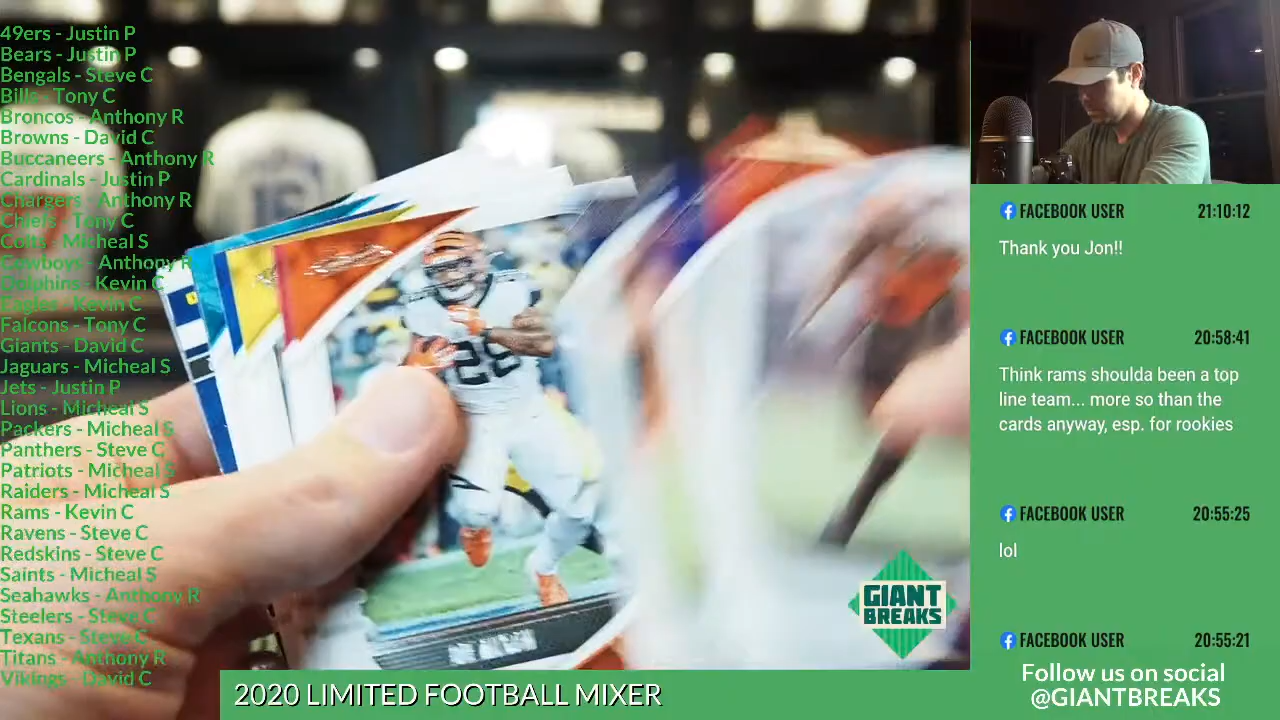 49ers - Justin P
Bears - Justin P
Bengals - Steve C
Bills - Tony C
Broncos - Anthony R
Browns - David C
Buccaneers - Anthony R
Cardinals - Justin P
Chargers - Anthony R
Chiefs - Tony C
Colts - Micheal S
Cowboys - Anthony R
Dolphins - Kevin C
Eagles - Kevin C
Falcons - Tony C
Giants - David C
Jaguars - Micheal S
Jets - Justin P
Lions - Micheal S
Packers - Micheal S
Panthers - Steve C
Patriots - Micheal S
Raiders - Micheal S
Rams - Kevin C
Ravens - Steve C
Redskins - Steve C
Saints - Micheal S
Seahawks - Anthony R
Steelers - Steve C
Texans - Steve C
Titans - Anthony R
Vikings - David C
28
GIANT
BREAKS
2020 LIMITED FOOTBALL MIXER
FACEBOOK USER 21:10:12
Thank you Jon!!
FACEBOOK USER 20:58:41
Think rams shoulda been a top
line team... more so than the
cards anyway, esp. for rookies
FACEBOOK USER 20:55:25
lol
FACEBOOK USER 20:55:21
Follow us on social
@GIANTBREAKS